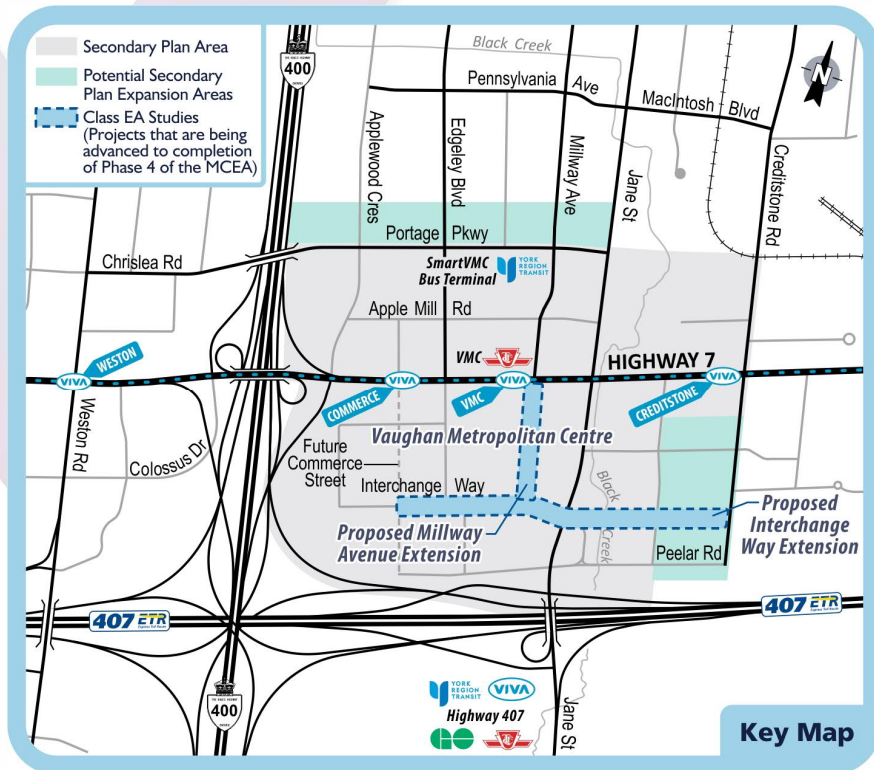 Secondary Plan Area
Potential Secondary
Plan Expansion Areas
Class EA Studies
(Projects that are being
advanced to completion
of Phase 4 of the MCEA)
400
Black Creek
N
Pennsylvania Ave
MacIntosh Blvd
Applewood Cres
Edgeley Blvd
Millway Ave
Jane St
Creditstone Rd
Portage Pkwy
Chrislea Rd
SmartVMC
Bus Terminal
YORK
REGION
TRANSIT
Apple Mill Rd
VMC
HIGHWAY 7
WESTON
VIVA
VIVA
VIVA
VIVA
COMMERCE
VMC
CREDITSTONE
Weston Rd
Colossus Dr
Vaughan Metropolitan Centre
Future
Commerce
Street
Interchange Way
Black Creek
Proposed Millway
Avenue Extension
Proposed
Interchange
Way Extension
Peelar Rd
407 ETR
407 ETR
400
YORK
REGION
TRANSIT
VIVA
Highway 407
GO
Jane St
Key Map